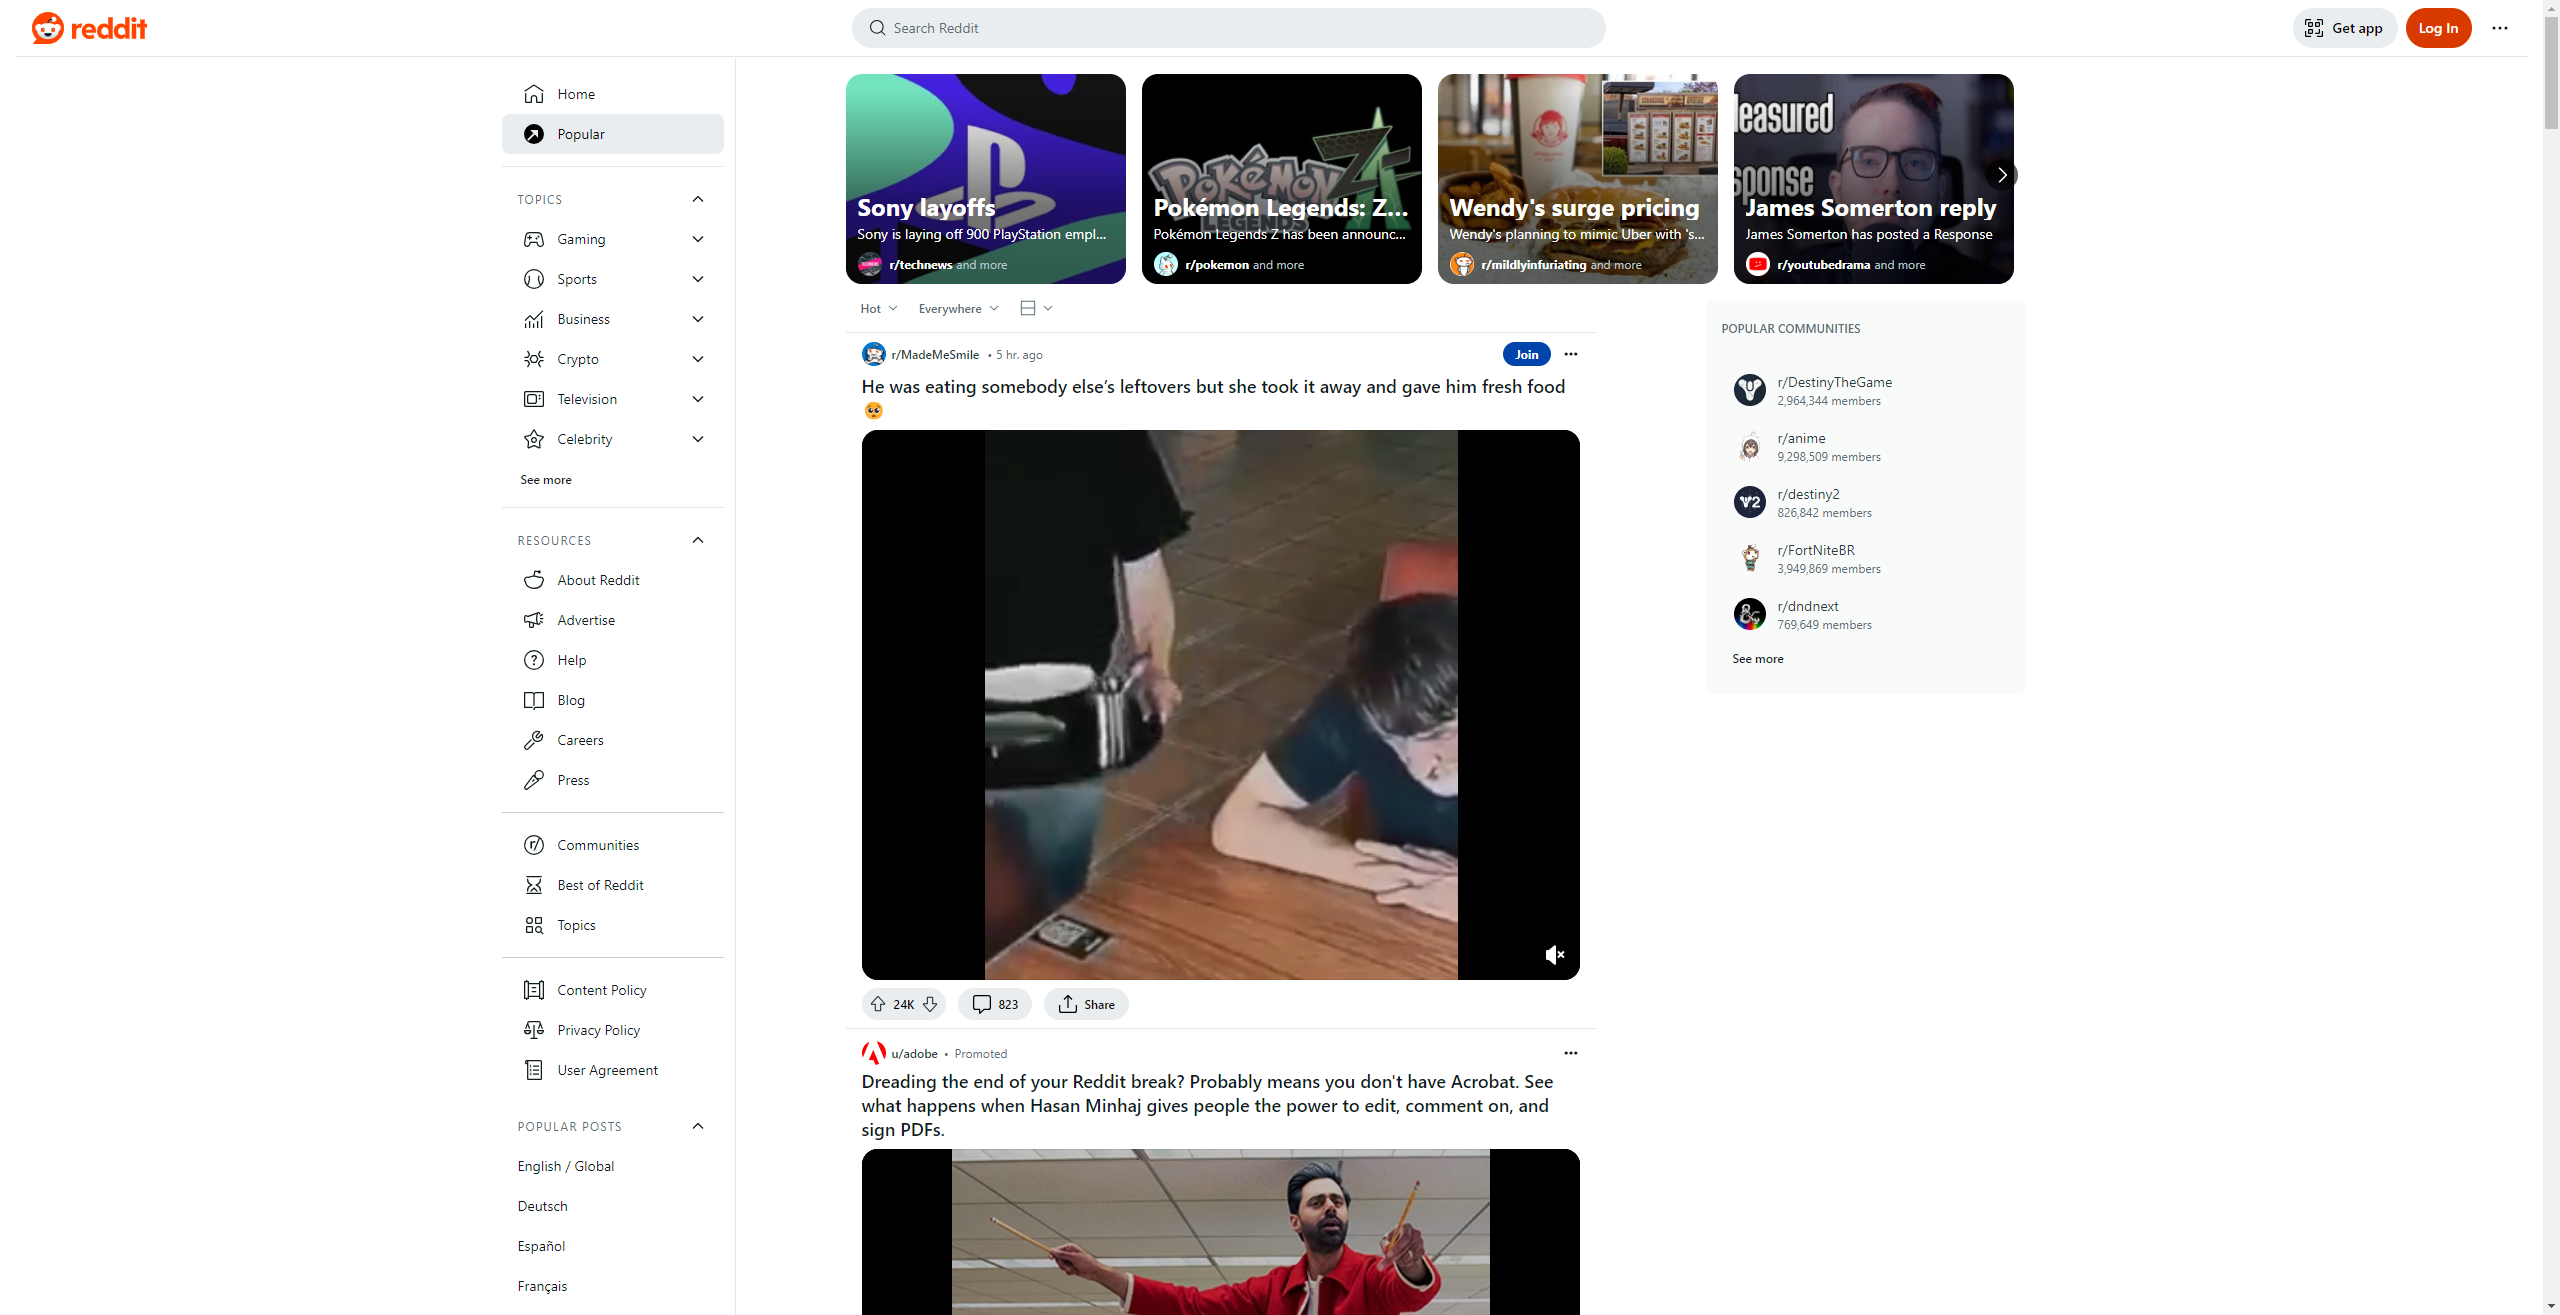 reddit
Search Reddit
Get app
Log In
Home
Popular
TOPICS
Gaming
Sports
Business
Crypto
Television
Celebrity
See more
RESOURCES
About Reddit
Advertise
Help
Blog
Careers
Press
Communities
Best of Reddit
Topics
Content Policy
Privacy Policy
User Agreement
POPULAR POSTS
English / Global
Deutsch
Español
Français
Sony layoffs
Sony is laying off 900 PlayStation empl...
r/technews and more
POKÉMON
LEGENDS
Pokémon Legends: Z...
Pokémon Legends Z has been announc...
r/pokemon and more
Wendy's surge pricing
Wendy's planning to mimic Uber with 's...
r/mildlyinfuriating and more
leasured
sponse
James Somerton reply
James Somerton has posted a Response
r/youtubedrama and more
Hot
Everywhere
r/MadeMeSmile • 5 hr. ago
Join
He was eating somebody else’s leftovers but she took it away and gave him fresh food
🥺
24K
823
Share
u/adobe • Promoted
Dreading the end of your Reddit break? Probably means you don't have Acrobat. See
what happens when Hasan Minhaj gives people the power to edit, comment on, and
sign PDFs.
POPULAR COMMUNITIES
r/DestinyTheGame
2,964,344 members
r/anime
9,298,509 members
r/destiny2
826,842 members
r/FortNiteBR
3,949,869 members
r/dndnext
769,649 members
See more